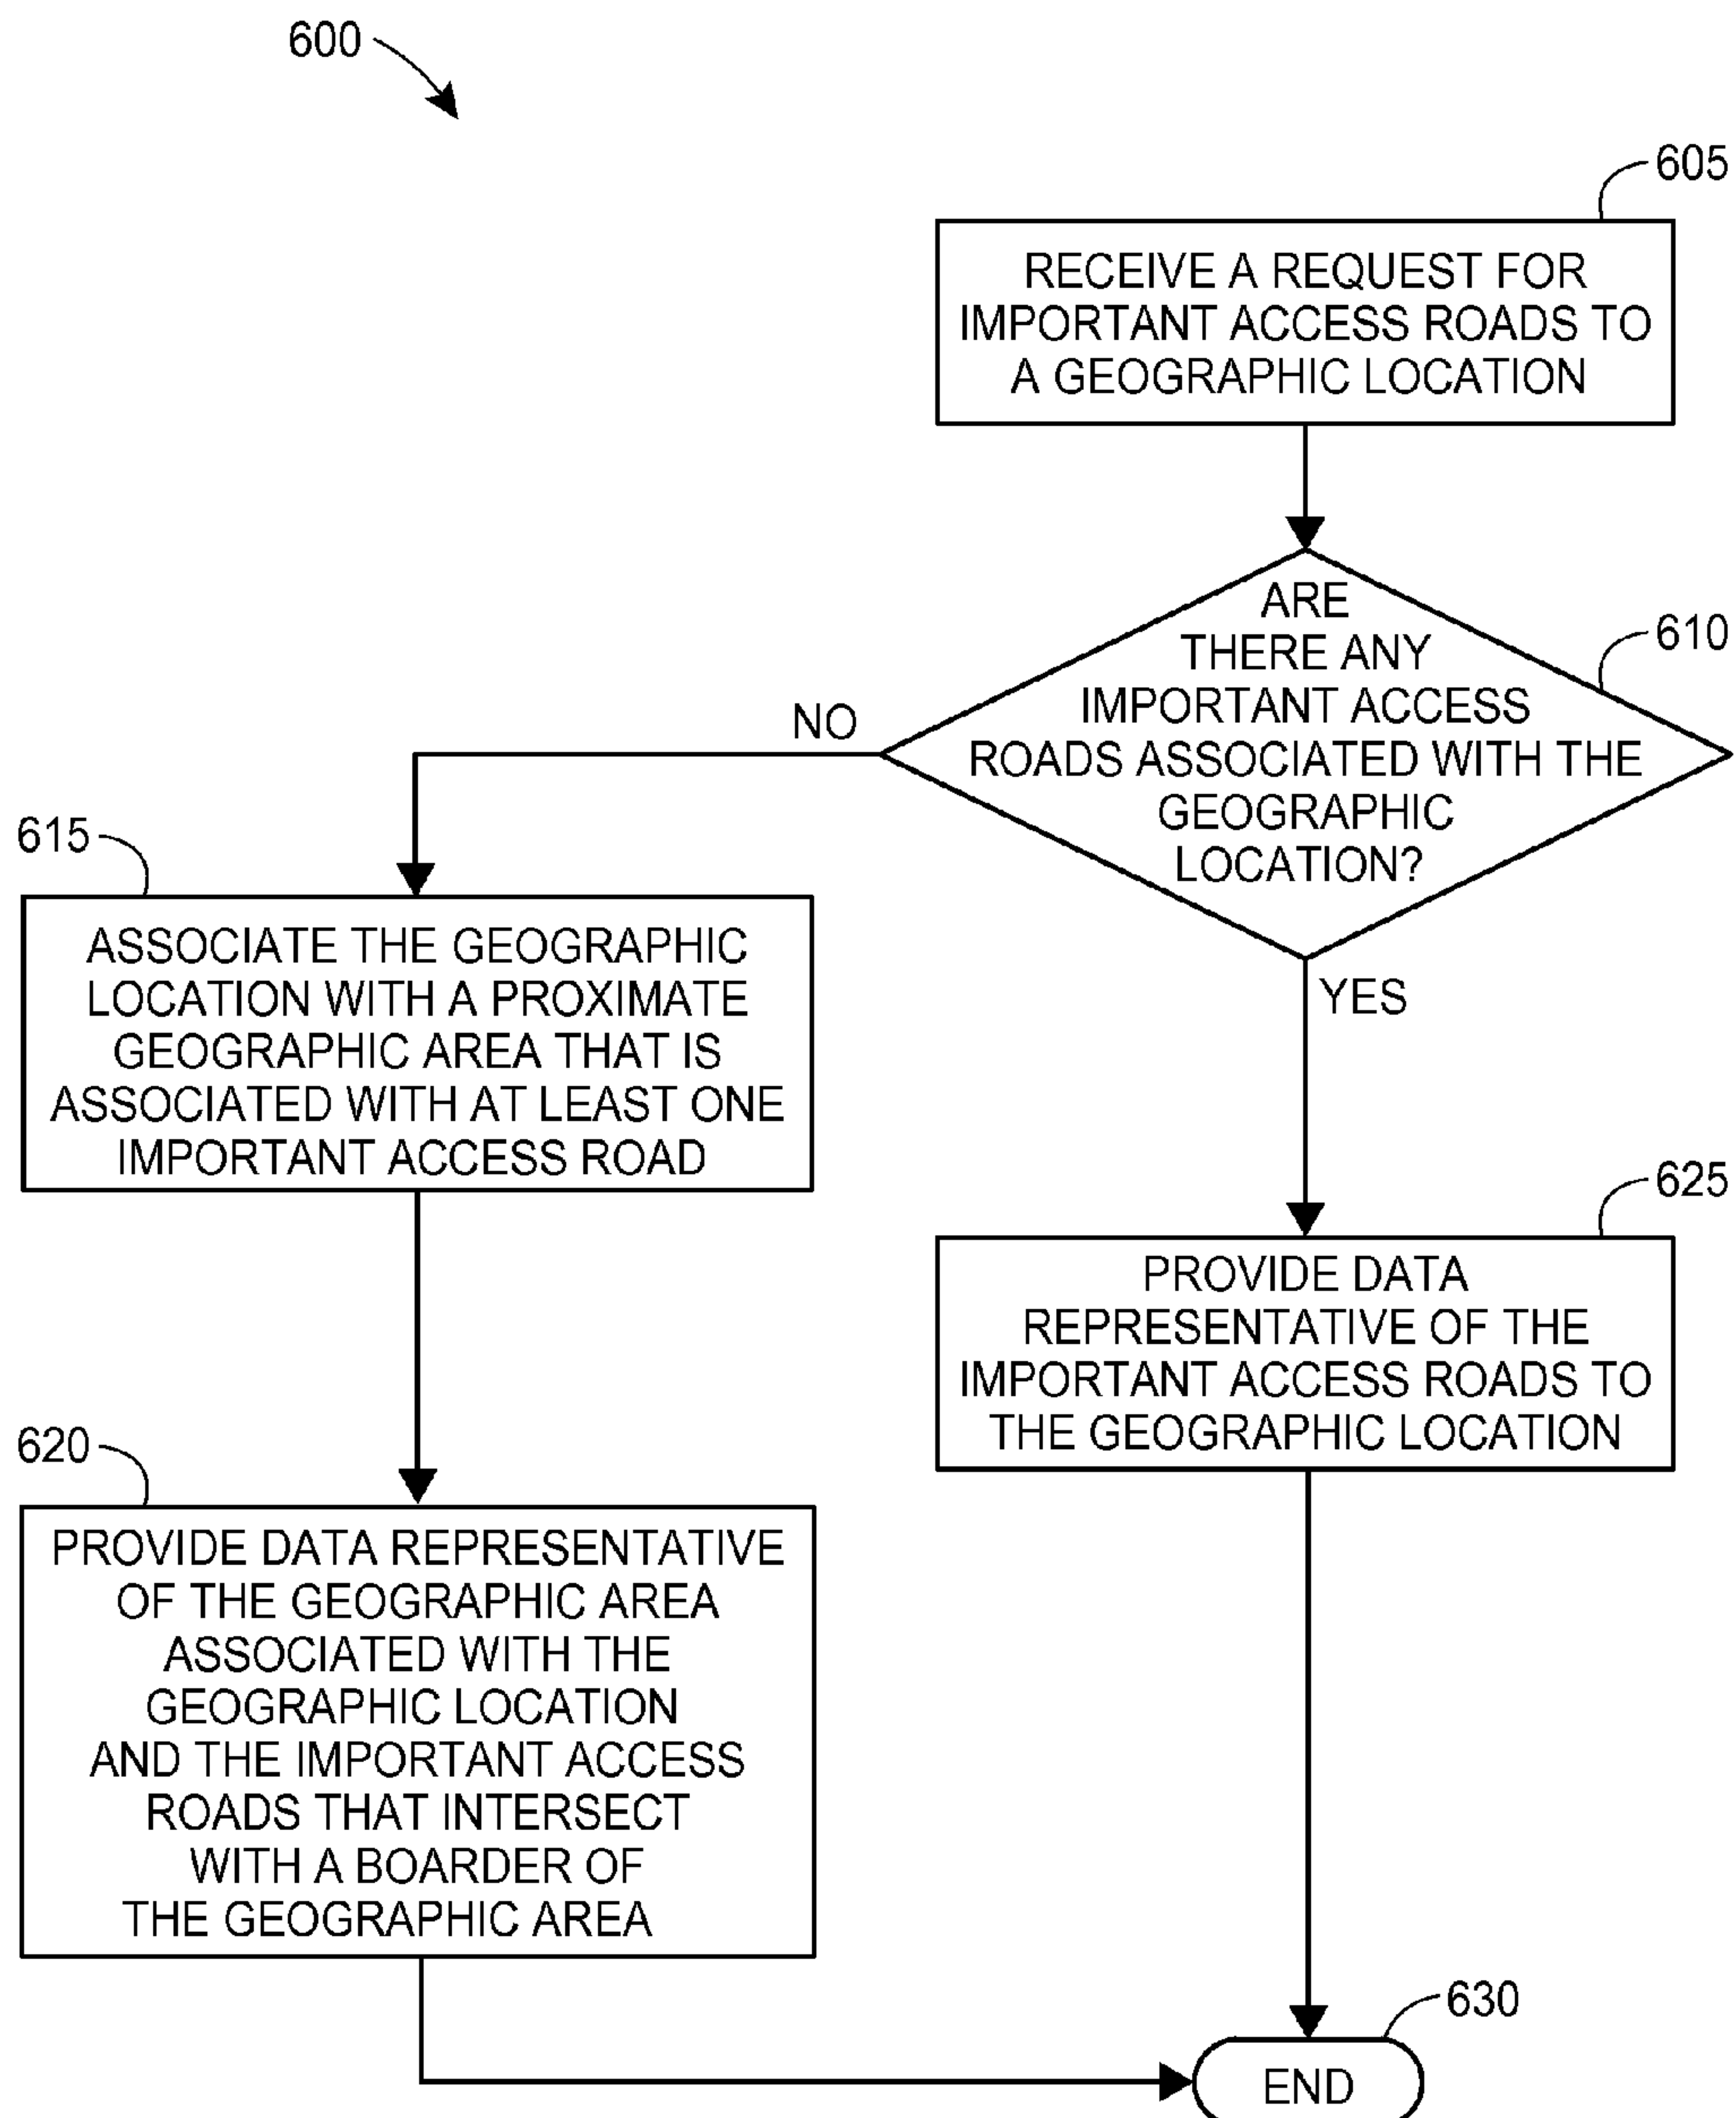 600
605
RECEIVE A REQUEST FOR
IMPORTANT ACCESS ROADS TO
A GEOGRAPHIC LOCATION
610
ARE
THERE ANY
IMPORTANT ACCESS
ROADS ASSOCIATED WITH THE
GEOGRAPHIC
LOCATION?
NO
YES
615
ASSOCIATE THE GEOGRAPHIC
LOCATION WITH A PROXIMATE
GEOGRAPHIC AREA THAT IS
ASSOCIATED WITH AT LEAST ONE
IMPORTANT ACCESS ROAD
625
PROVIDE DATA
REPRESENTATIVE OF THE
IMPORTANT ACCESS ROADS TO
THE GEOGRAPHIC LOCATION
620
PROVIDE DATA REPRESENTATIVE
OF THE GEOGRAPHIC AREA
ASSOCIATED WITH THE
GEOGRAPHIC LOCATION
AND THE IMPORTANT ACCESS
ROADS THAT INTERSECT
WITH A BOARDER OF
THE GEOGRAPHIC AREA
630
END